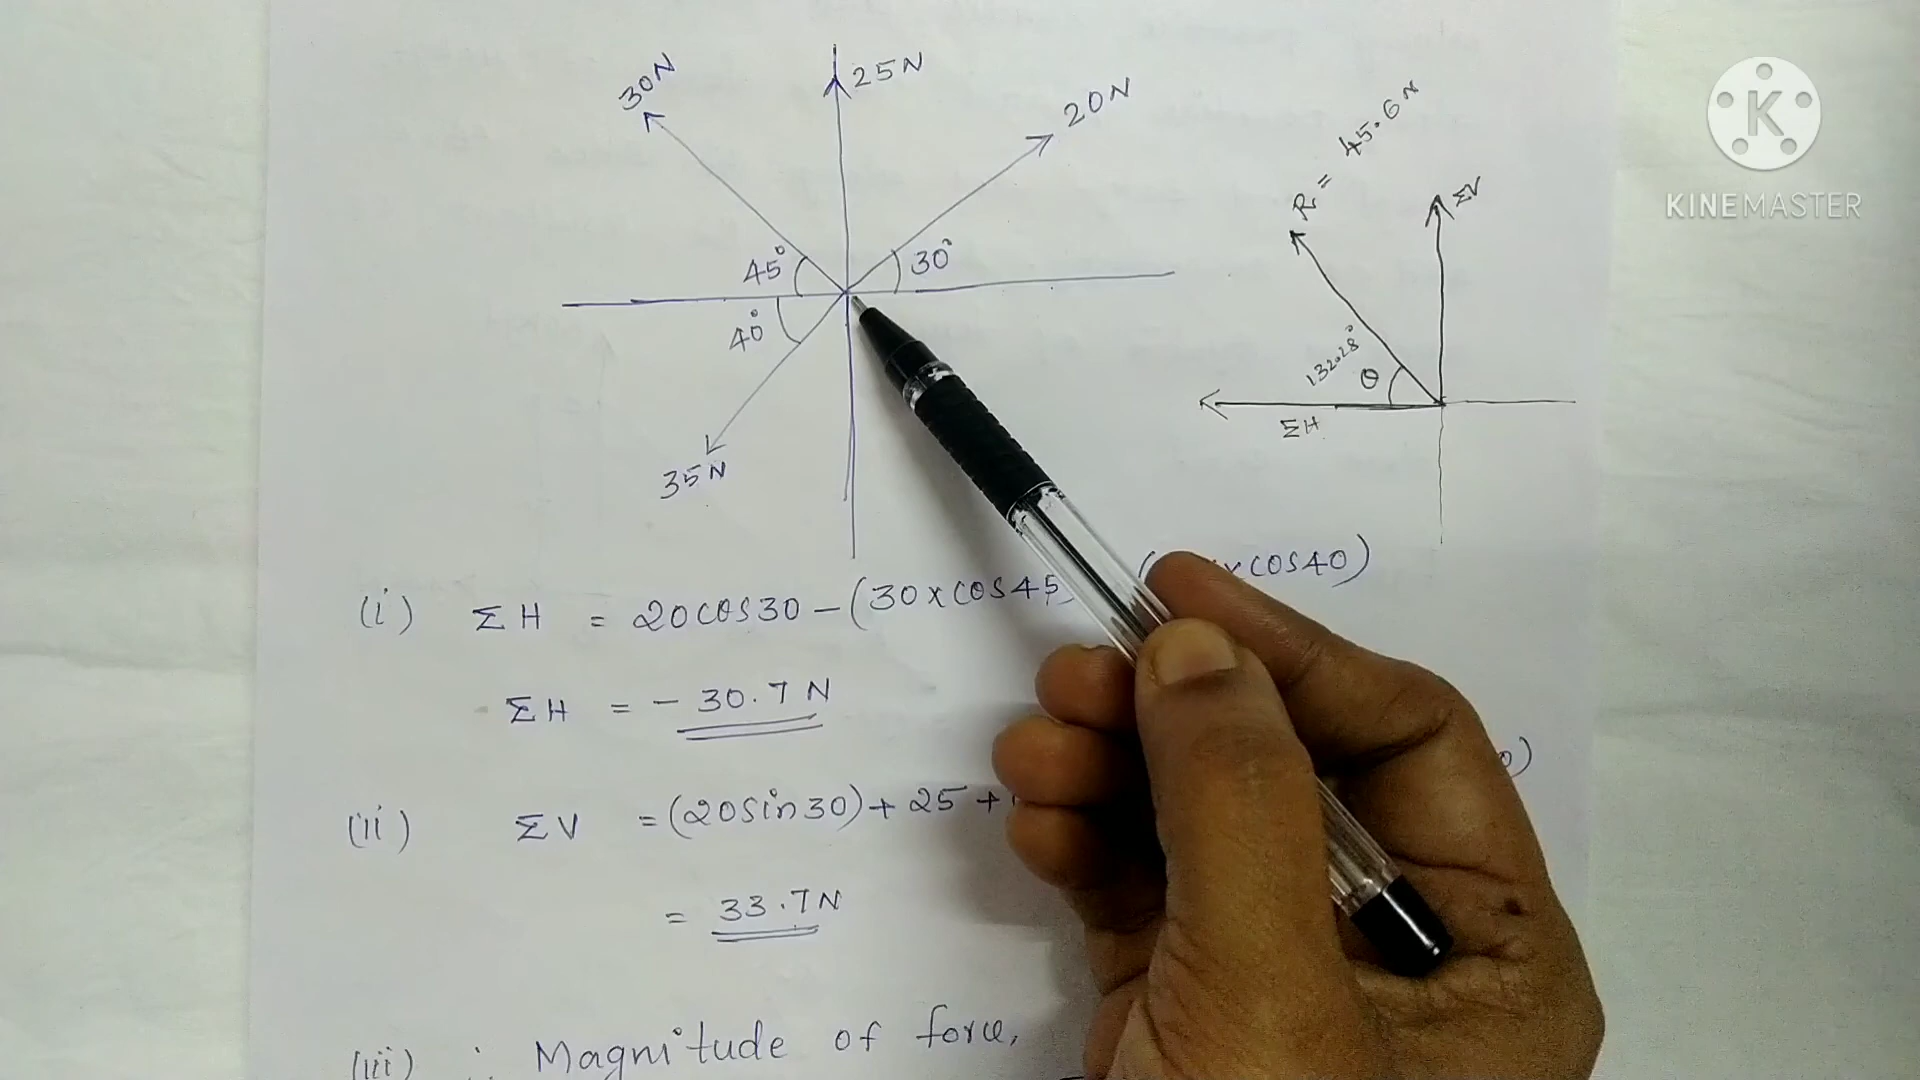 30N
25N
20N
45°
30°
40°
35N
R = 45.6N
ΣV
132.28°
θ
ΣH
K
KINEMASTER
(i) ΣH = 20cos30 - (30xcos45 xcos40)
ΣH = - 30.7N
(ii) ΣV = (20sin30) + 25 + )
= 33.7N
(iii) ∴ Magnitude of force,